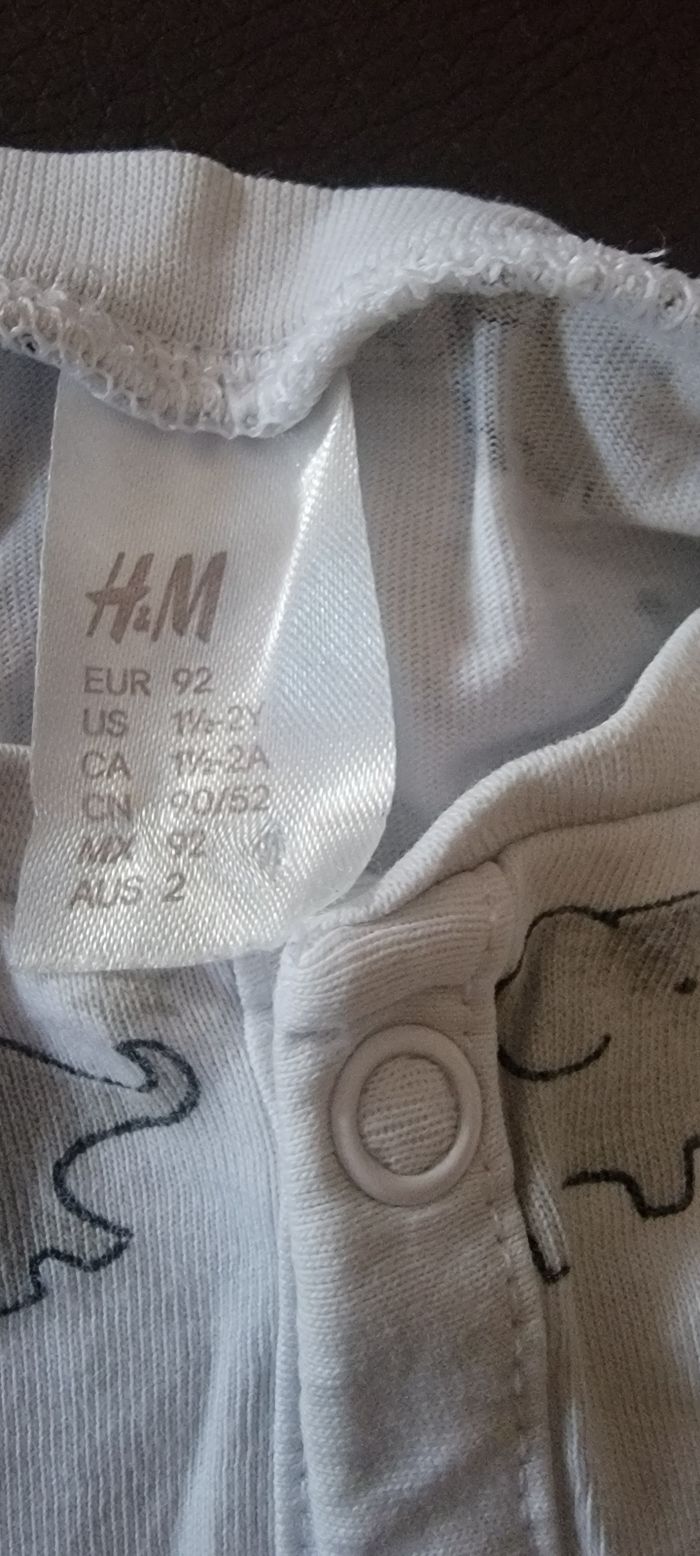 H&M
EUR 92
US 1½-2Y
CA 1½-2A
CN 90/52
MX 92
AUS 2